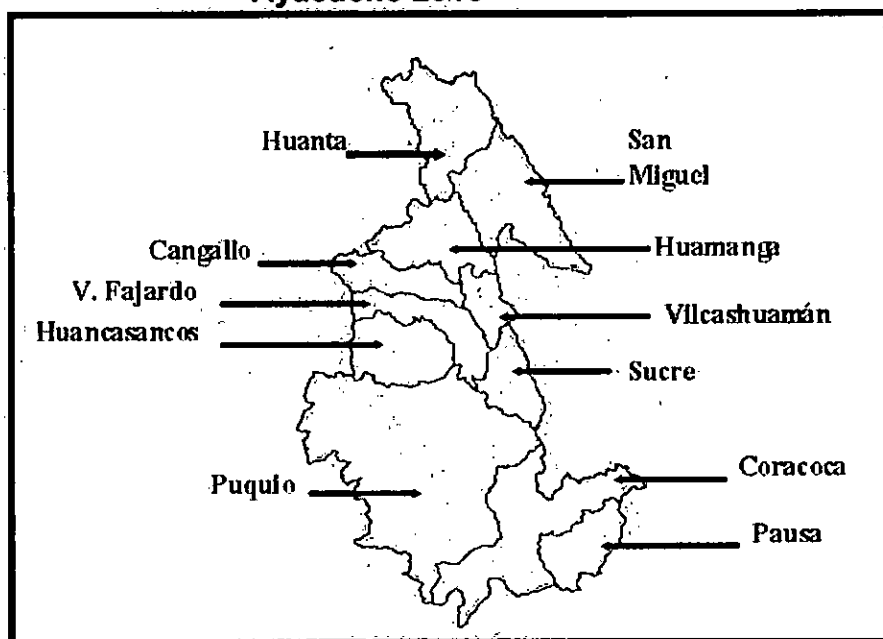 Huanta
San
Miguel
Cangallo
Huamanga
V. Fajardo
Huancasancos
Vilcashuamán
Sucre
Puquio
Coracoca
Pausa